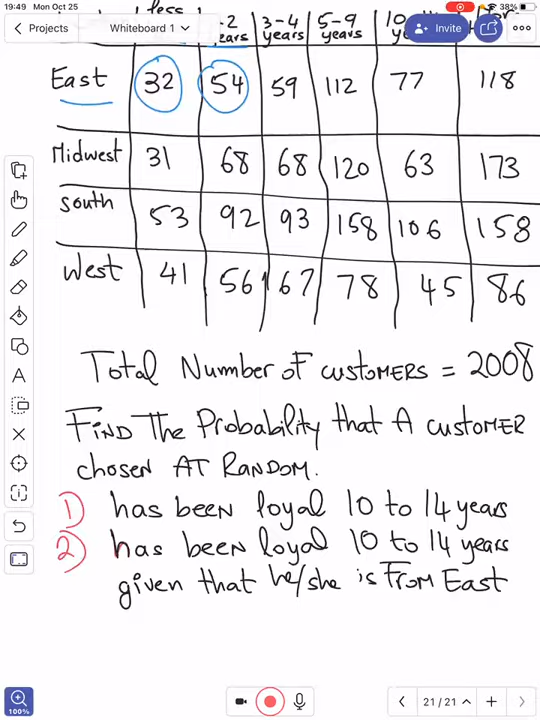 19:49 Mon Oct 25 38%
Projects Whiteboard 1 Invite
less
-2 years 3-4 years 5-9 years
East 32 54 59 112 77 118
Midwest 31 68 68 120 63 173
South 53 92 93 158 106 158
West 41 56 67 78 45 86
Total Number of customers = 2008
Find The Probability that A customer
chosen AT RANDOM.
1) has been loyal 10 to 14 years
2) has been loyal 10 to 14 years
given that he/she is From East
100%
21/21